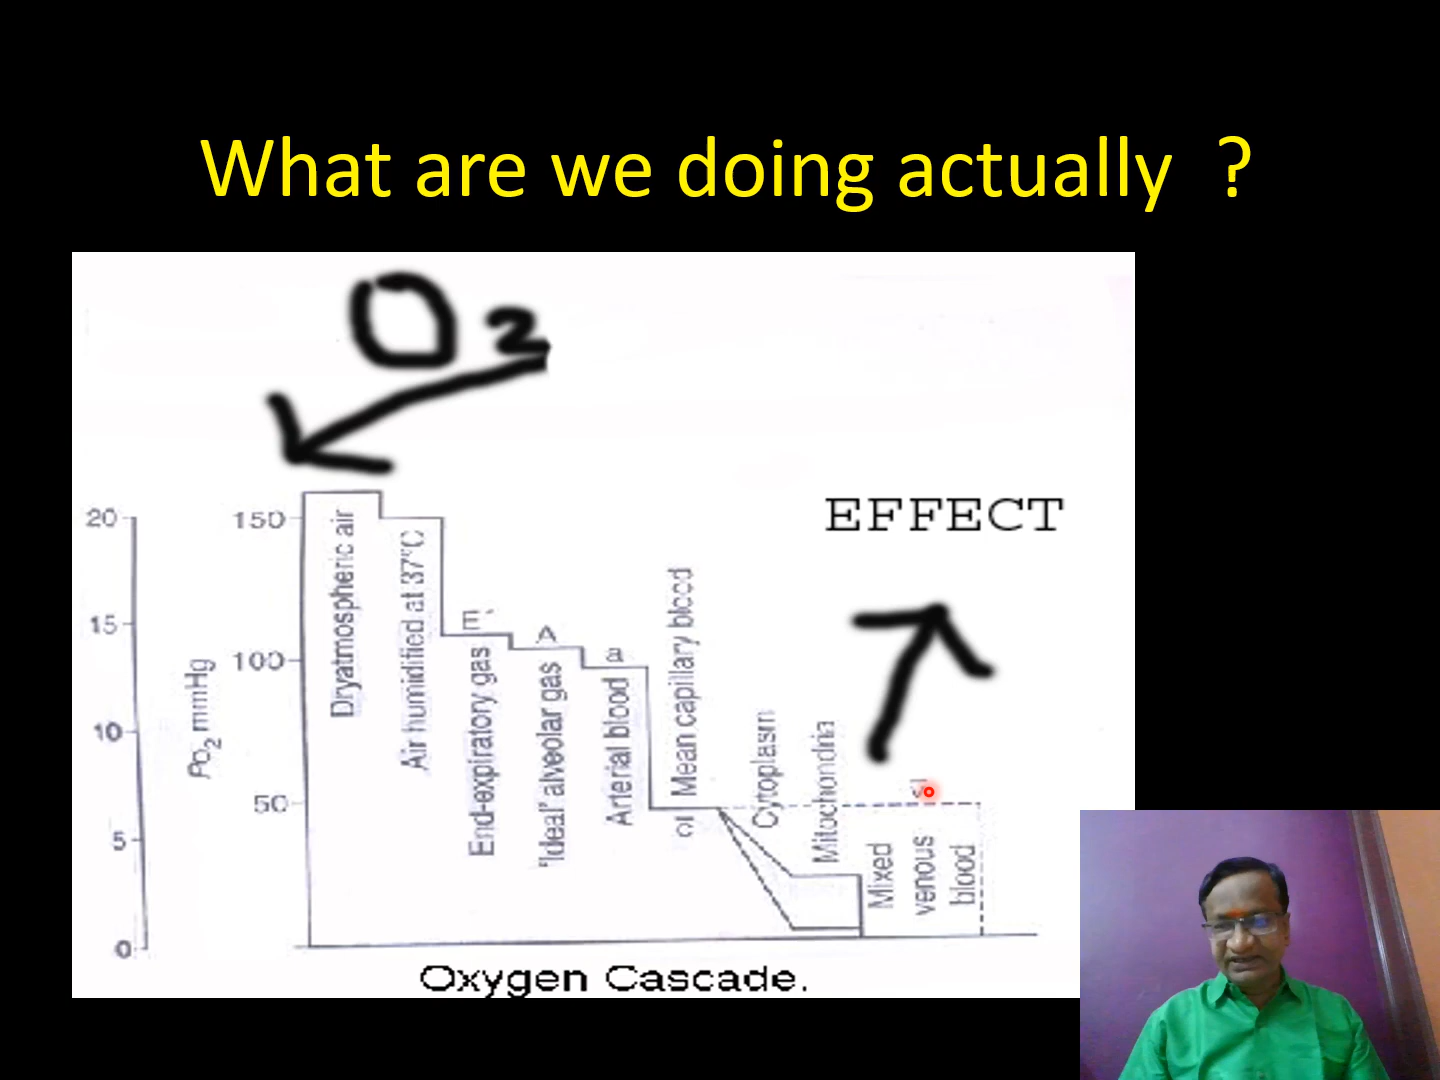 What are we doing actually ?
O2
EFFECT
20
15
10
5
0
PO2 mmHg
150
100
50
Dryatmospheric air
Air humidified at 37°C
End-expiratory gas
E
'Ideal' alveolar gas
A
Arterial blood
a
Mean capillary blood
Cytoplasm
Mitochondria
Mixed
venous
blood
Oxygen Cascade.